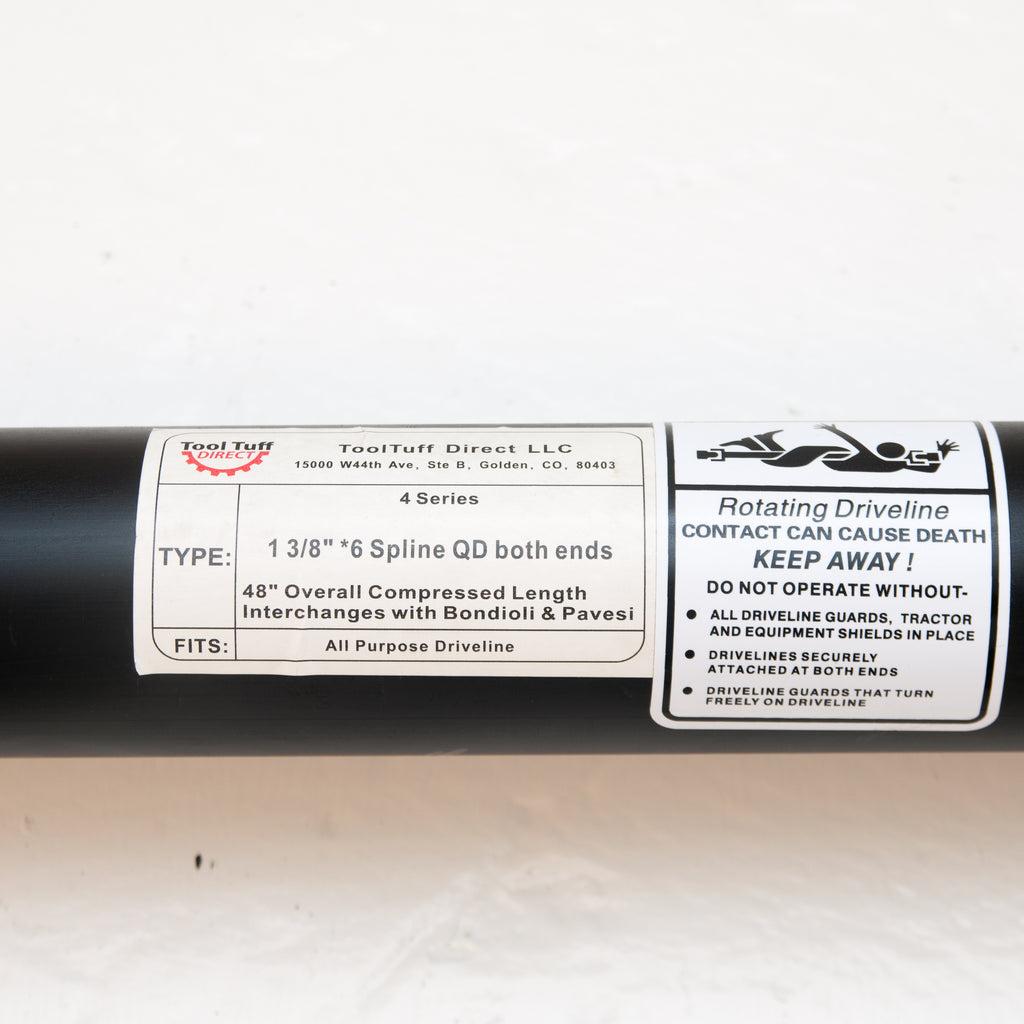 Tool Tuff
DIRECT
ToolTuff Direct LLC
15000 W44th Ave, Ste B, Golden, CO, 80403
4 Series
TYPE:
1 3/8" *6 Spline QD both ends
48" Overall Compressed Length
Interchanges with Bondioli & Pavesi
FITS:
All Purpose Driveline
Rotating Driveline
CONTACT CAN CAUSE DEATH
KEEP AWAY !
DO NOT OPERATE WITHOUT-
• ALL DRIVELINE GUARDS, TRACTOR
AND EQUIPMENT SHIELDS IN PLACE
• DRIVELINES SECURELY
ATTACHED AT BOTH ENDS
• DRIVELINE GUARDS THAT TURN
FREELY ON DRIVELINE